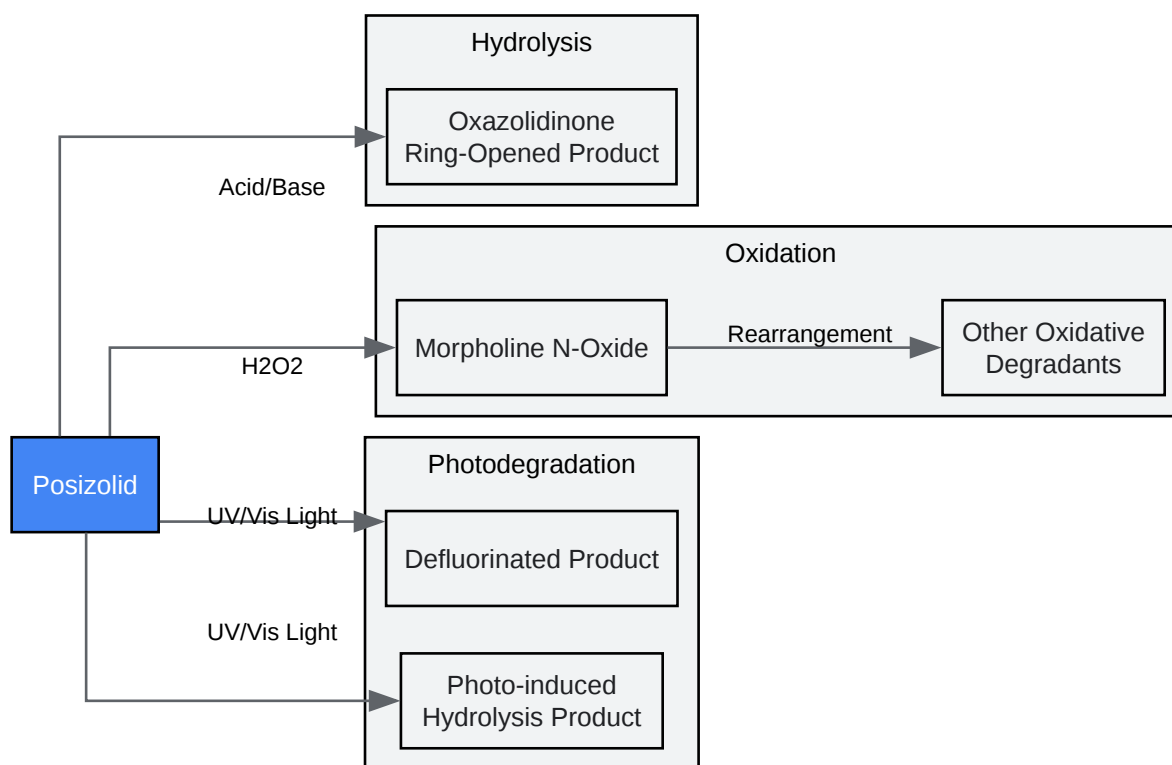 Hydrolysis
Oxazolidinone
Ring-Opened Product
Acid/Base
Oxidation
Morpholine N-Oxide
Rearrangement
Other Oxidative
Degradants
H2O2
Posizolid
Photodegradation
UV/Vis Light
Defluorinated Product
UV/Vis Light
Photo-induced
Hydrolysis Product